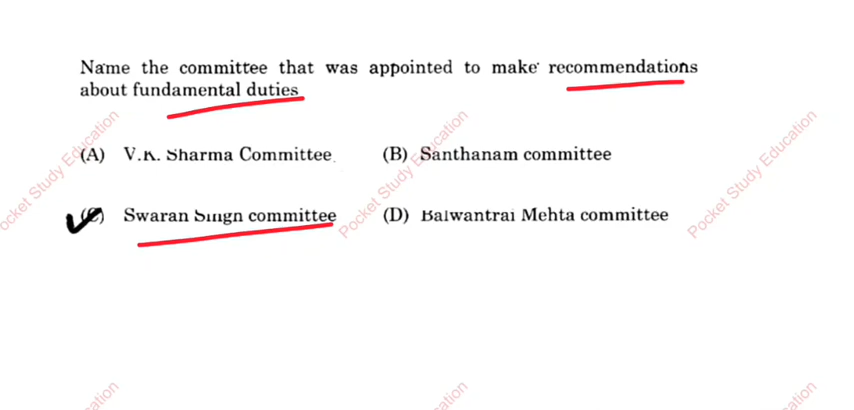 Name the committee that was appointed to make recommendations
about fundamental duties
(A) V.K. Sharma Committee (B) Santhanam committee
(C) Swaran Singh committee (D) Balwantrai Mehta committee
Pocket Study Education
Pocket Study Education
Pocket Study Education